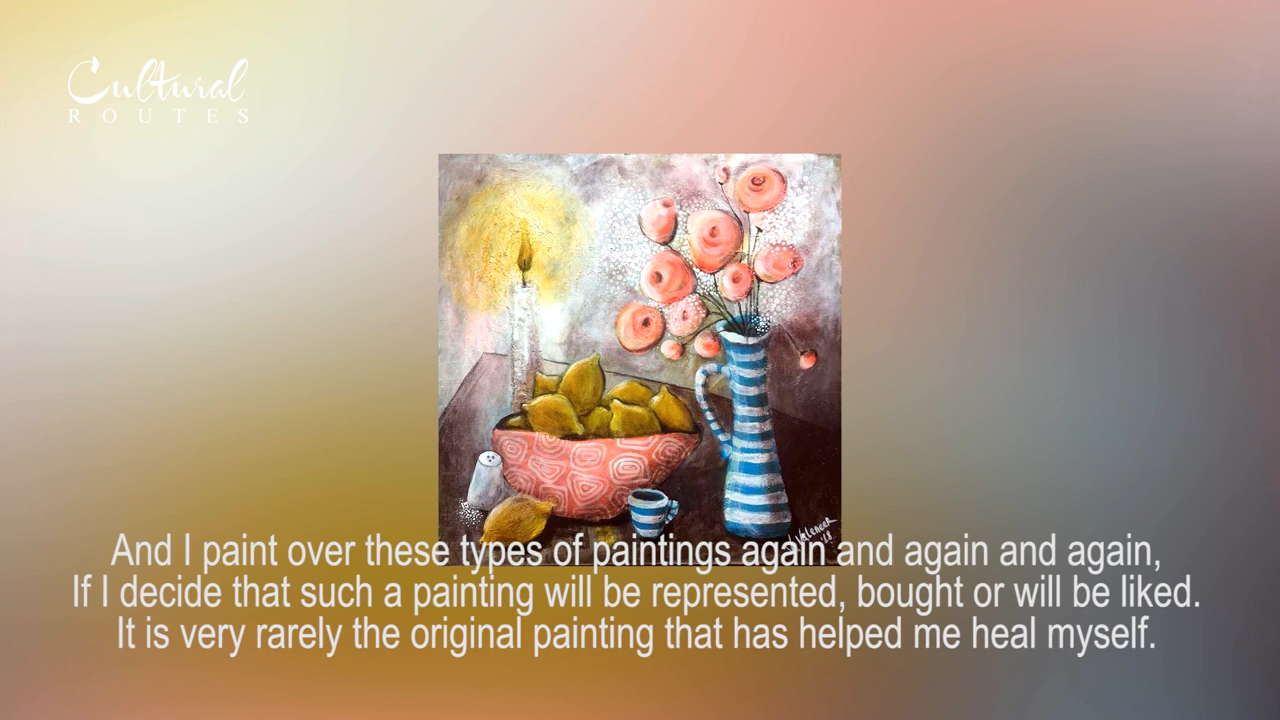 Cultural
ROUTES
Valencer
'18
And I paint over these types of paintings again and again and again,
If I decide that such a painting will be represented, bought or will be liked.
It is very rarely the original painting that has helped me heal myself.